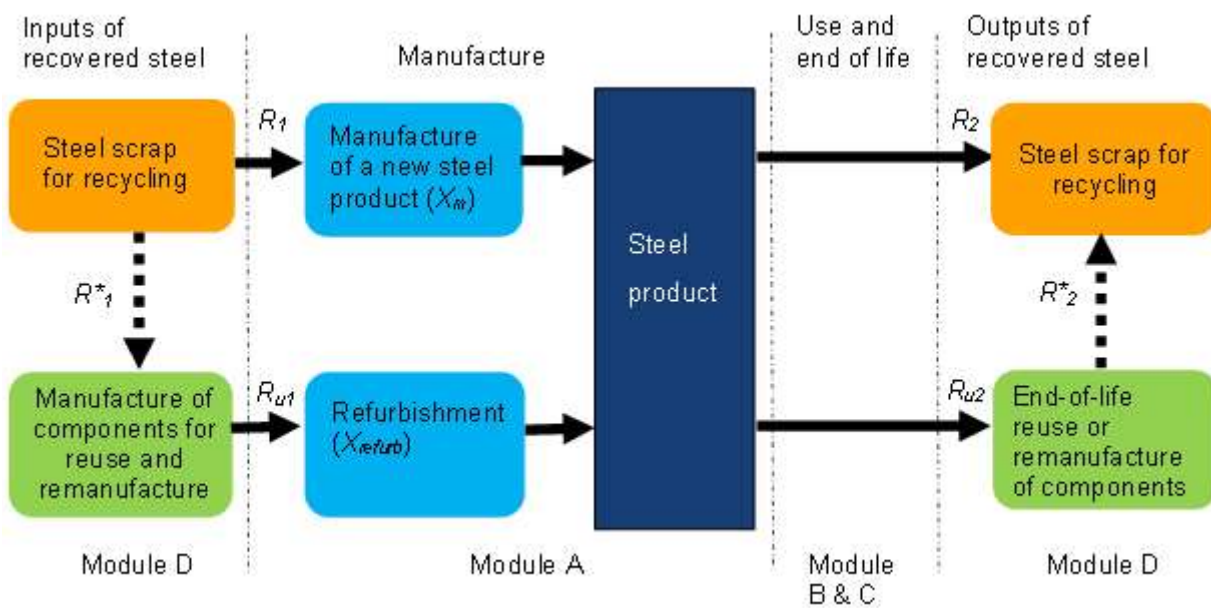 Inputs of
recovered steel
Manufacture
Use and
end of life
Outputs of
recovered steel
Steel scrap
for recycling
R1
Manufacture
of a new steel
product (Xm)
Steel
product
R2
Steel scrap for
recycling
R*1
R*2
Manufacture of
components for
reuse and
remanufacture
Ru1
Refurbishment
(Xrefurb)
Ru2
End-of-life
reuse or
remanufacture
of components
Module D
Module A
Module
B & C
Module D